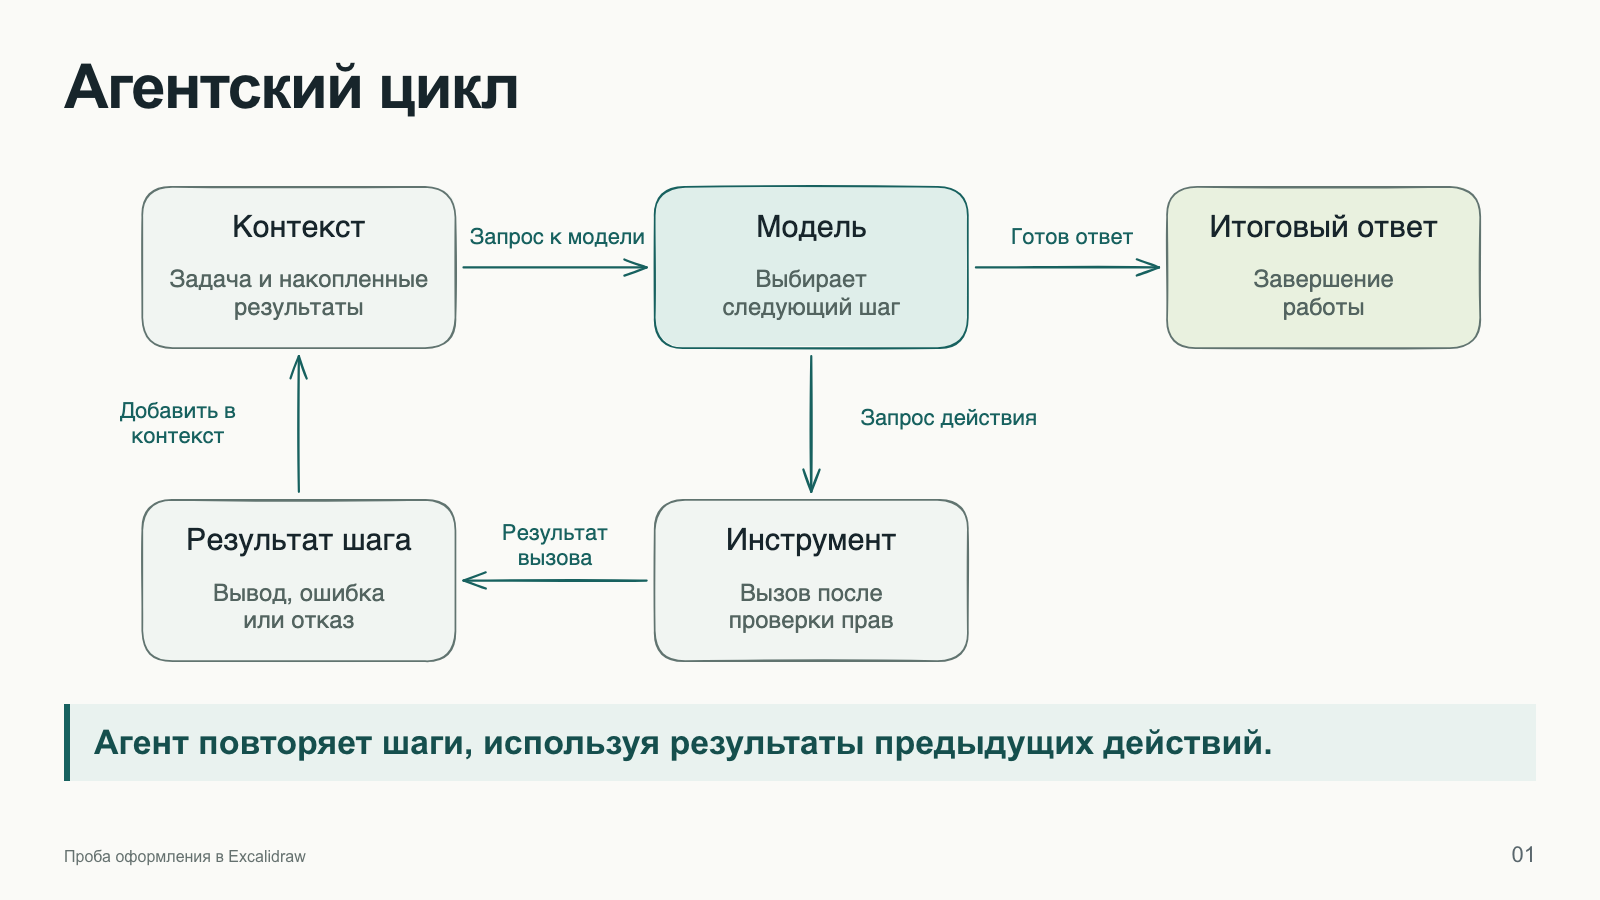 Агентский цикл
Контекст
Задача и накопленные
результаты
Запрос к модели
Модель
Выбирает
следующий шаг
Готов ответ
Итоговый ответ
Завершение
работы
Добавить в
контекст
Запрос действия
Результат шага
Вывод, ошибка
или отказ
Результат
вызова
Инструмент
Вызов после
проверки прав
Агент повторяет шаги, используя результаты предыдущих действий.
Проба оформления в Excalidraw
01